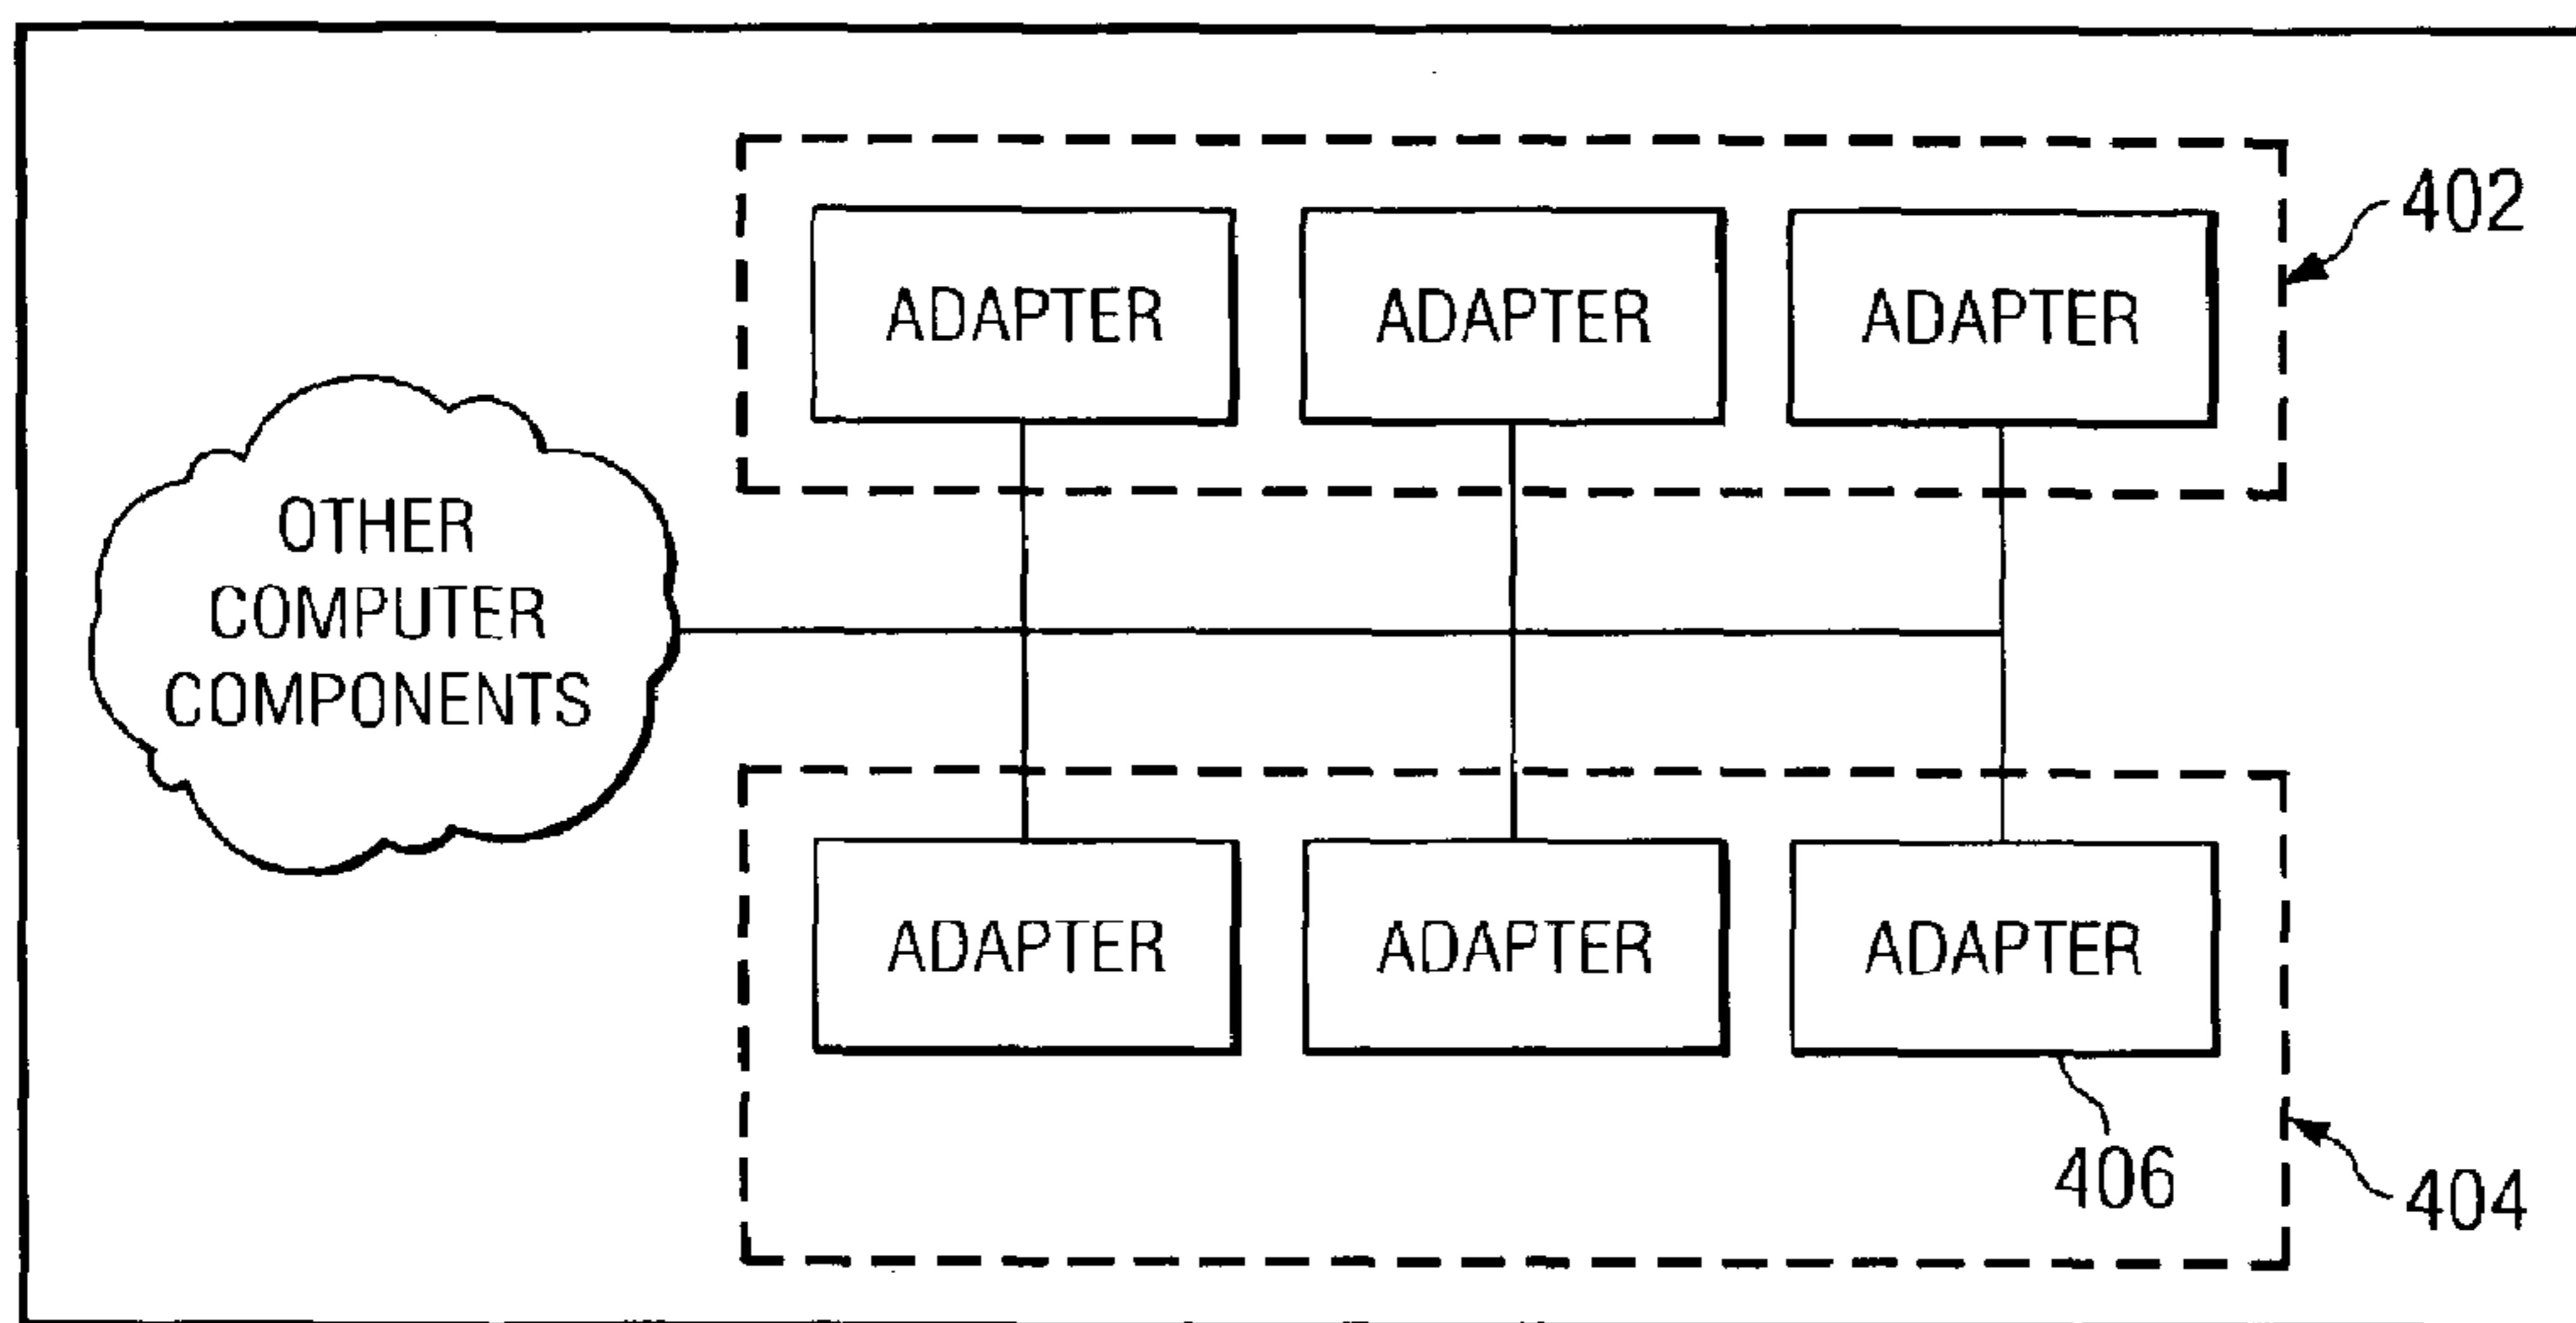 402
ADAPTER ADAPTER ADAPTER
OTHER
COMPUTER
COMPONENTS
ADAPTER ADAPTER ADAPTER
406
404